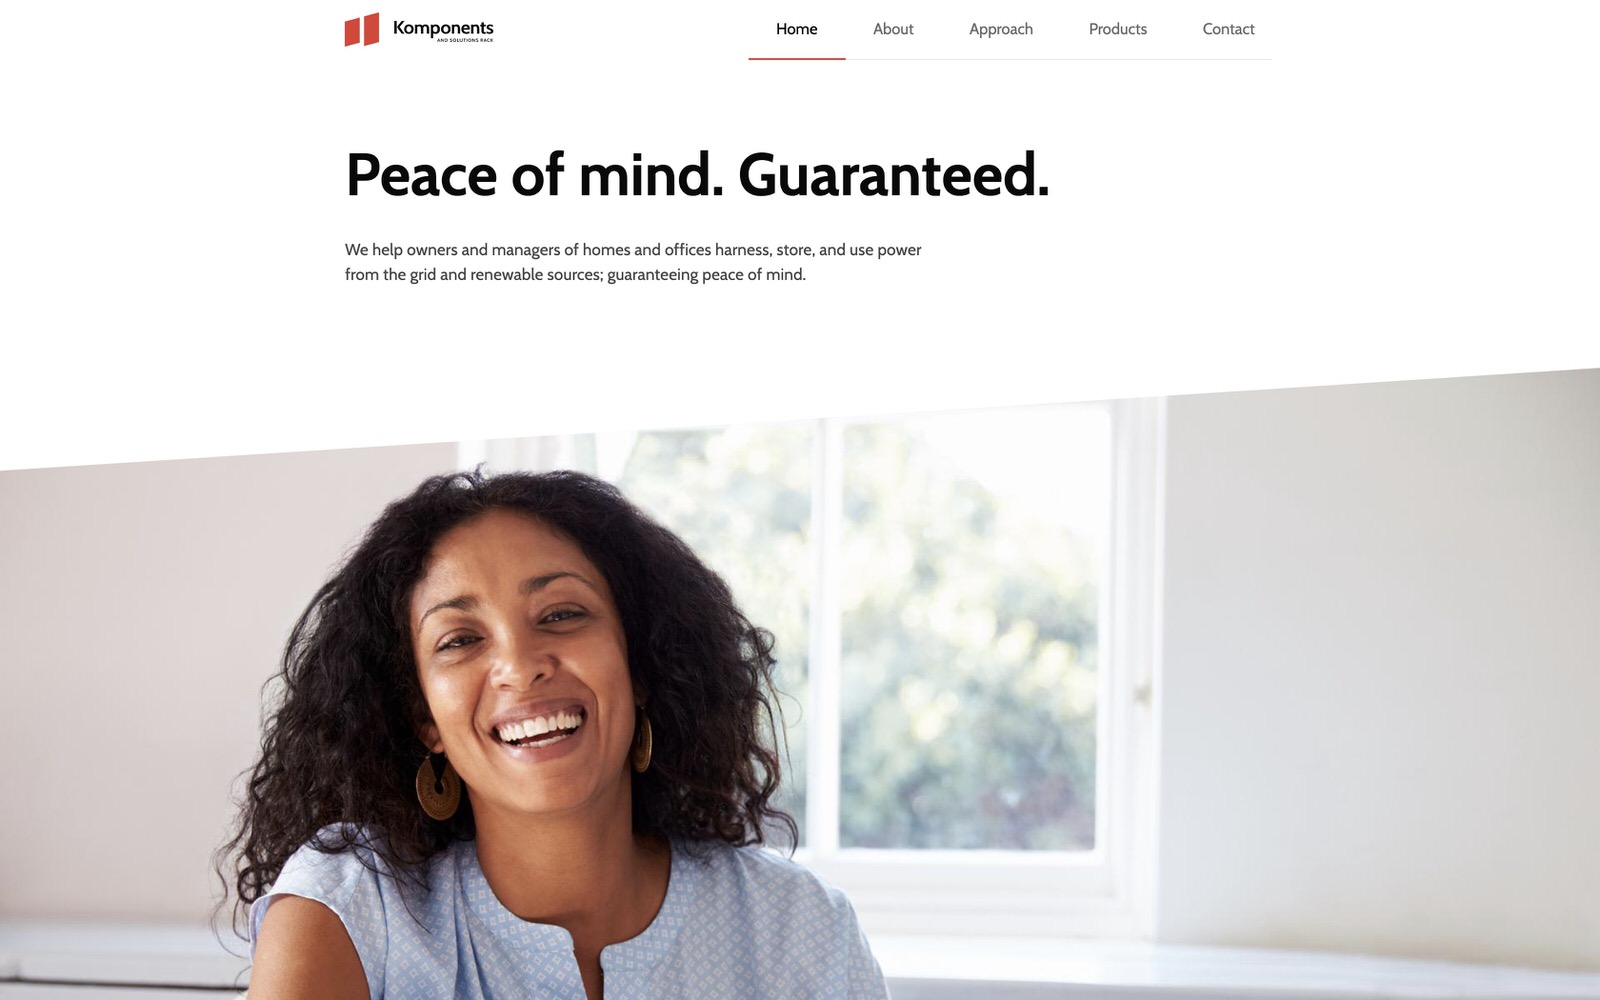 Komponents
AND SOLUTIONS RACK
Home
About
Approach
Products
Contact
Peace of mind. Guaranteed.
We help owners and managers of homes and offices harness, store, and use power
from the grid and renewable sources; guaranteeing peace of mind.